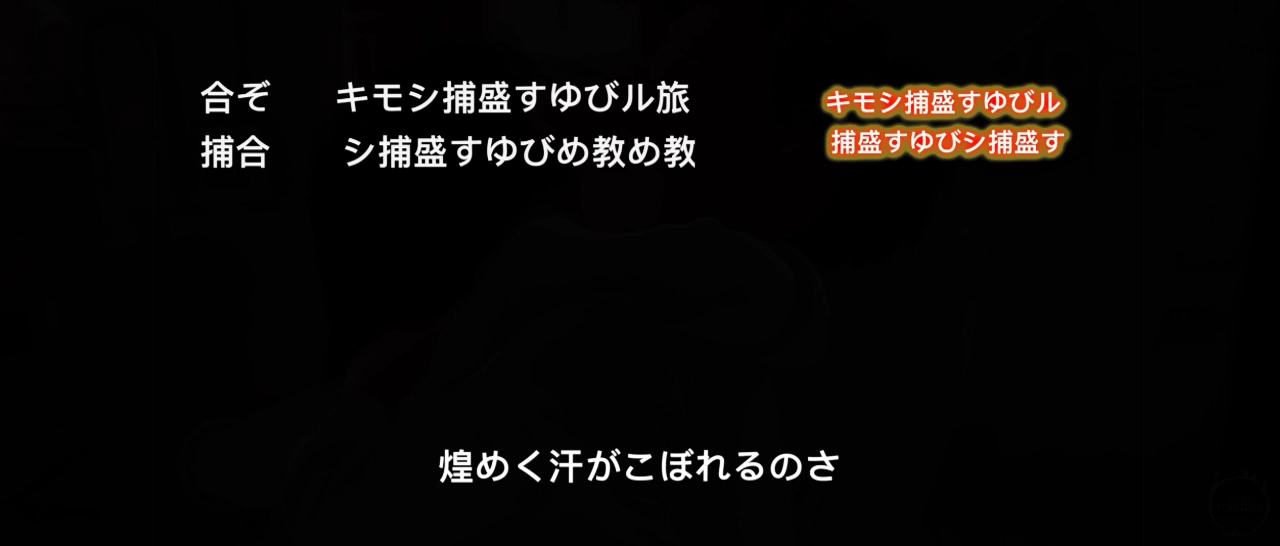 合ぞ キモシ捕盛すゆびル旅
捕合 シ捕盛すゆびめ教め教
キモシ捕盛すゆびル
捕盛すゆびシ捕盛す
煌めく汗がこぼれるのさ